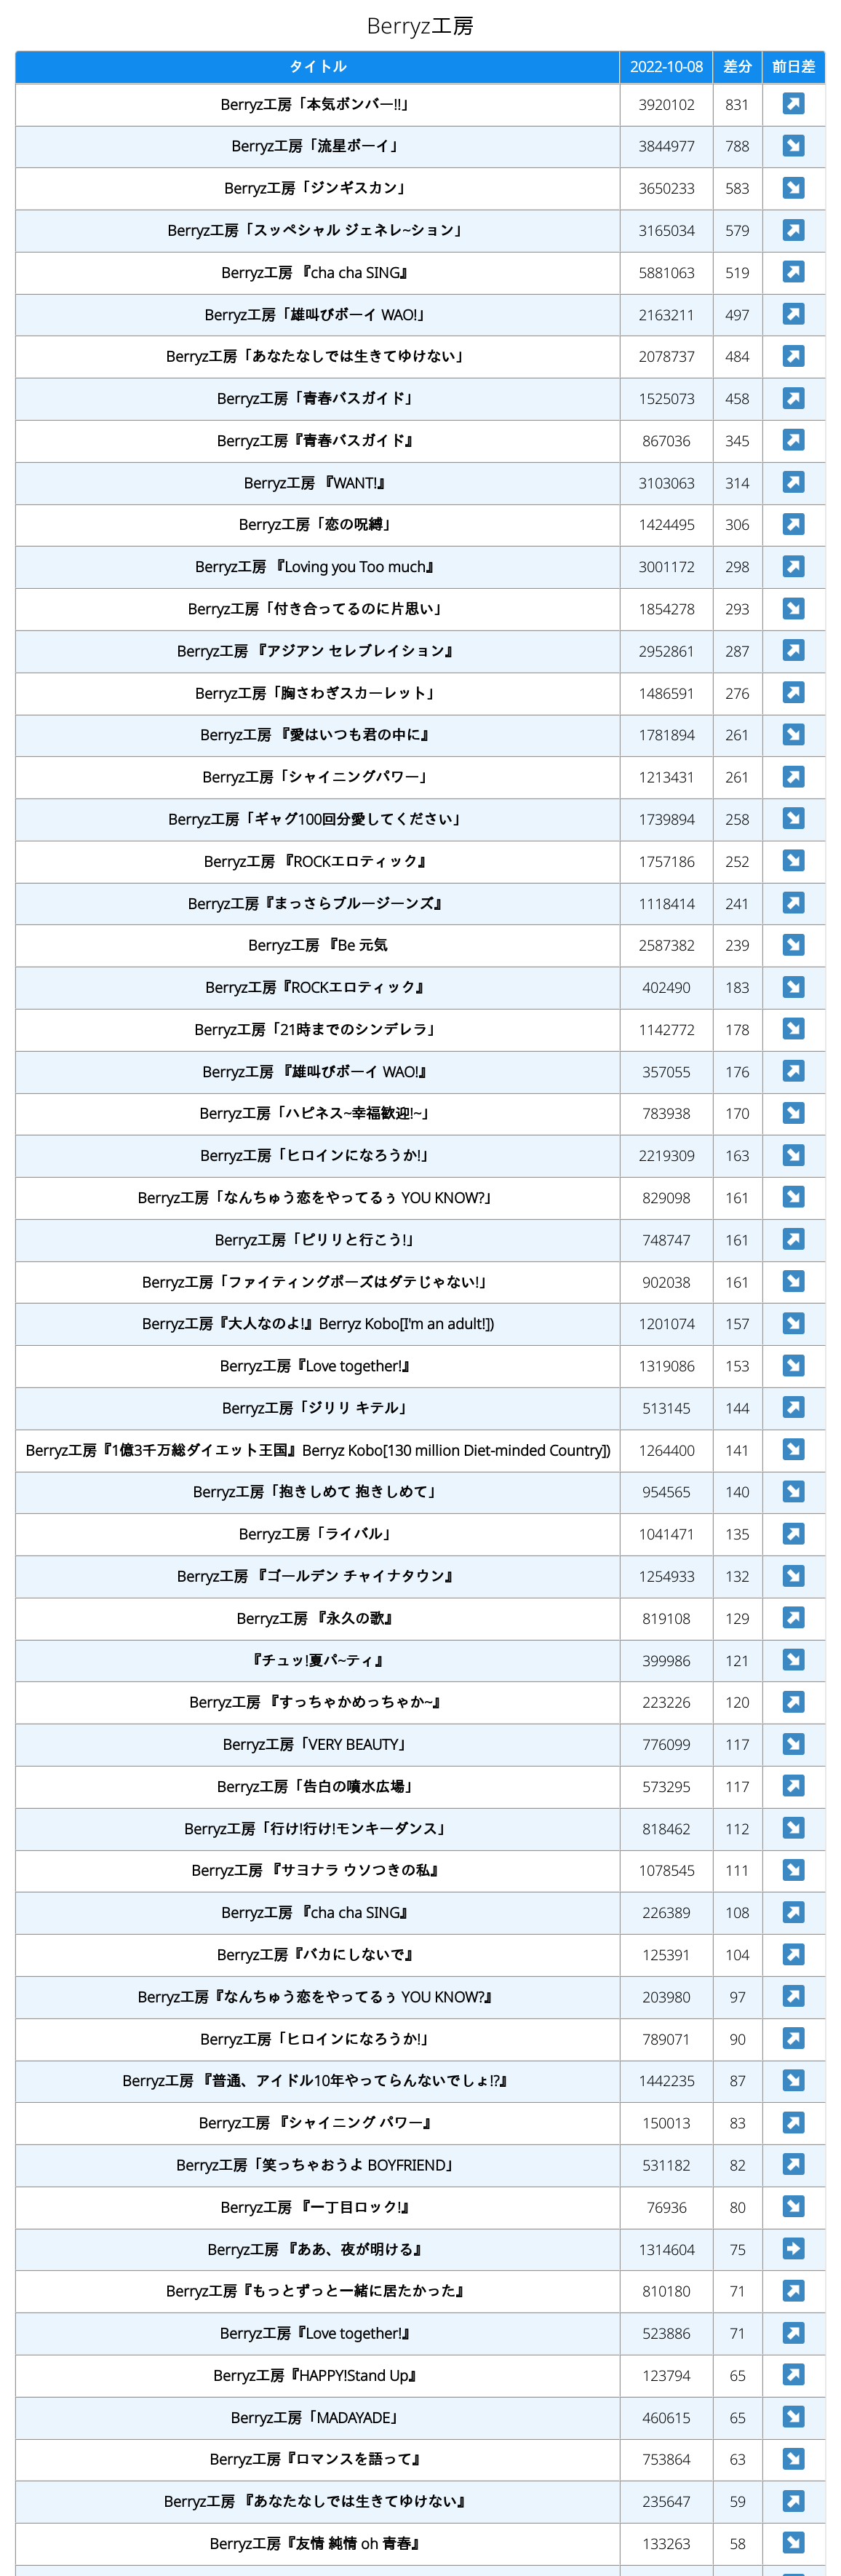 Berryz工房
タイトル 2022-10-08 差分 前日差
Berryz工房「本気ボンバー!!」 3920102 831
Berryz工房「流星ボーイ」 3844977 788
Berryz工房「ジンギスカン」 3650233 583
Berryz工房「スッペシャル ジェネレ~ション」 3165034 579
Berryz工房 『cha cha SING』 5881063 519
Berryz工房「雄叫びボーイ WAO!」 2163211 497
Berryz工房「あなたなしでは生きてゆけない」 2078737 484
Berryz工房「青春バスガイド」 1525073 458
Berryz工房『青春バスガイド』 867036 345
Berryz工房 『WANT!』 3103063 314
Berryz工房「恋の呪縛」 1424495 306
Berryz工房 『Loving you Too much』 3001172 298
Berryz工房「付き合ってるのに片思い」 1854278 293
Berryz工房 『アジアン セレブレイション』 2952861 287
Berryz工房「胸さわぎスカーレット」 1486591 276
Berryz工房 『愛はいつも君の中に』 1781894 261
Berryz工房「シャイニングパワー」 1213431 261
Berryz工房「ギャグ100回分愛してください」 1739894 258
Berryz工房 『ROCKエロティック』 1757186 252
Berryz工房『まっさらブルージーンズ』 1118414 241
Berryz工房 『Be 元気 2587382 239
Berryz工房『ROCKエロティック』 402490 183
Berryz工房「21時までのシンデレラ」 1142772 178
Berryz工房 『雄叫びボーイ WAO!』 357055 176
Berryz工房「ハピネス~幸福歓迎!~」 783938 170
Berryz工房「ヒロインになろうか!」 2219309 163
Berryz工房「なんちゅう恋をやってるぅ YOU KNOW?」 829098 161
Berryz工房「ピリリと行こう!」 748747 161
Berryz工房「ファイティングポーズはダテじゃない!」 902038 161
Berryz工房『大人なのよ!』Berryz Kobo[I'm an adult!]) 1201074 157
Berryz工房『Love together!』 1319086 153
Berryz工房「ジリリ キテル」 513145 144
Berryz工房『1億3千万総ダイエット王国』Berryz Kobo[130 million Diet-minded Country]) 1264400 141
Berryz工房「抱きしめて 抱きしめて」 954565 140
Berryz工房「ライバル」 1041471 135
Berryz工房 『ゴールデン チャイナタウン』 1254933 132
Berryz工房 『永久の歌』 819108 129
『チュッ!夏パ~ティ』 399986 121
Berryz工房 『すっちゃかめっちゃか~』 223226 120
Berryz工房「VERY BEAUTY」 776099 117
Berryz工房「告白の噴水広場」 573295 117
Berryz工房「行け!行け!モンキーダンス」 818462 112
Berryz工房 『サヨナラ ウソつきの私』 1078545 111
Berryz工房 『cha cha SING』 226389 108
Berryz工房『バカにしないで』 125391 104
Berryz工房『なんちゅう恋をやってるぅ YOU KNOW?』 203980 97
Berryz工房「ヒロインになろうか!」 789071 90
Berryz工房 『普通、アイドル10年やってらんないでしょ!?』 1442235 87
Berryz工房 『シャイニング パワー』 150013 83
Berryz工房「笑っちゃおうよ BOYFRIEND」 531182 82
Berryz工房 『一丁目ロック!』 76936 80
Berryz工房 『ああ、夜が明ける』 1314604 75
Berryz工房『もっとずっと一緒に居たかった』 810180 71
Berryz工房『Love together!』 523886 71
Berryz工房『HAPPY!Stand Up』 123794 65
Berryz工房「MADAYADE」 460615 65
Berryz工房『ロマンスを語って』 753864 63
Berryz工房 『あなたなしでは生きてゆけない』 235647 59
Berryz工房『友情 純情 oh 青春』 133263 58